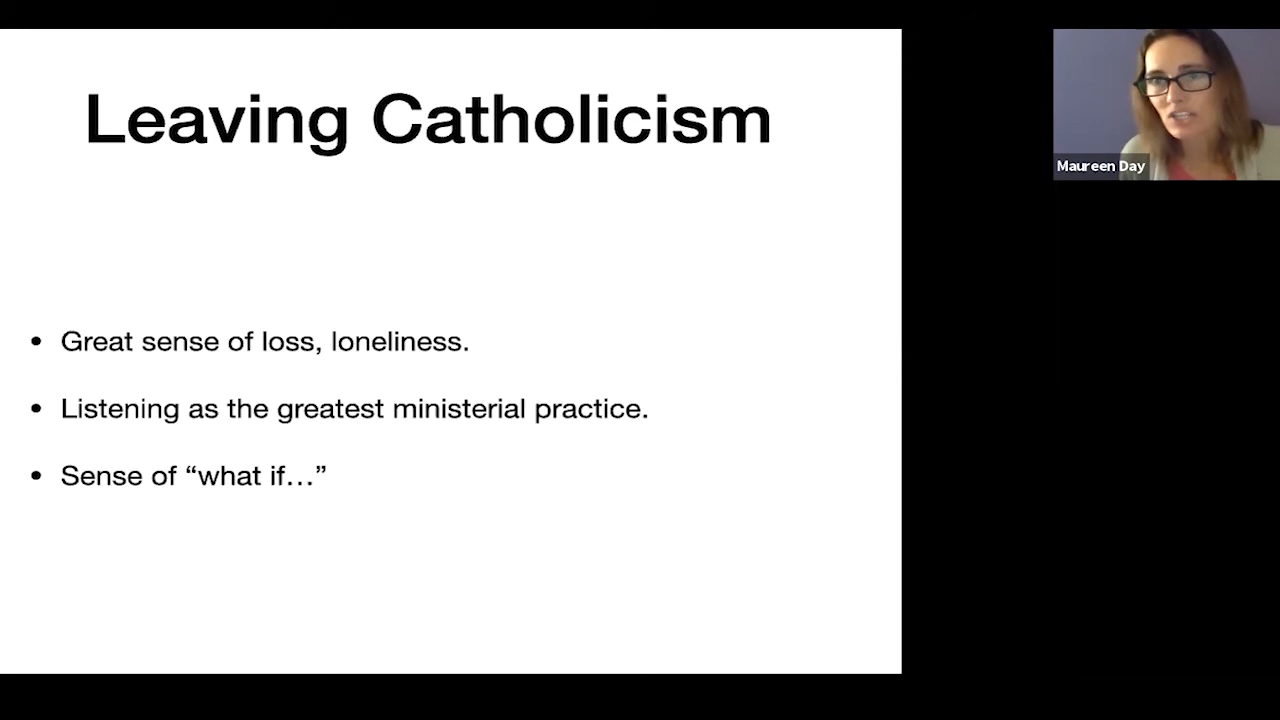 Leaving Catholicism
• Great sense of loss, loneliness.
• Listening as the greatest ministerial practice.
• Sense of “what if…”
Maureen Day